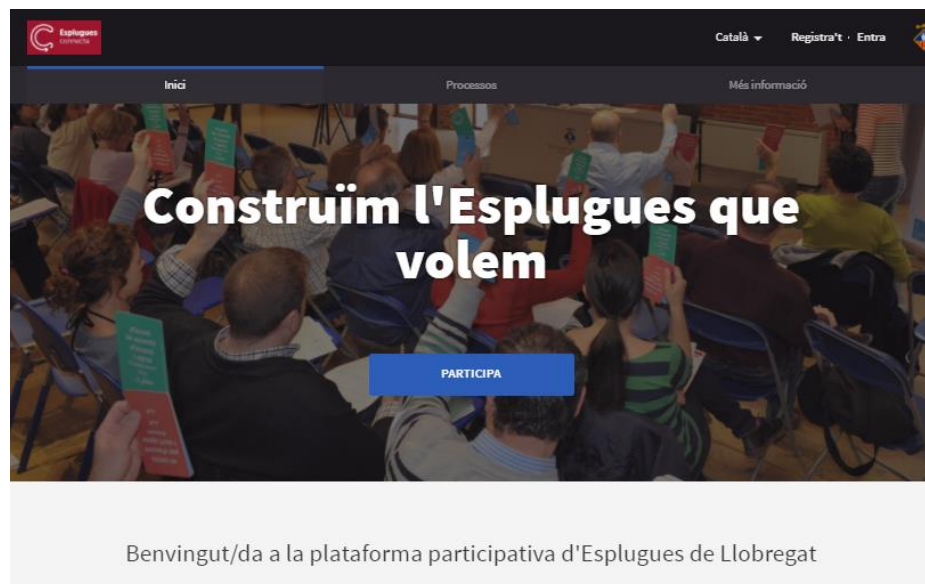 Esplugues
connecta
Català
Registra't · Entra
Inici
Processos
Més informació
Construïm l'Esplugues que
volem
PARTICIPA
Benvingut/da a la plataforma participativa d'Esplugues de Llobregat